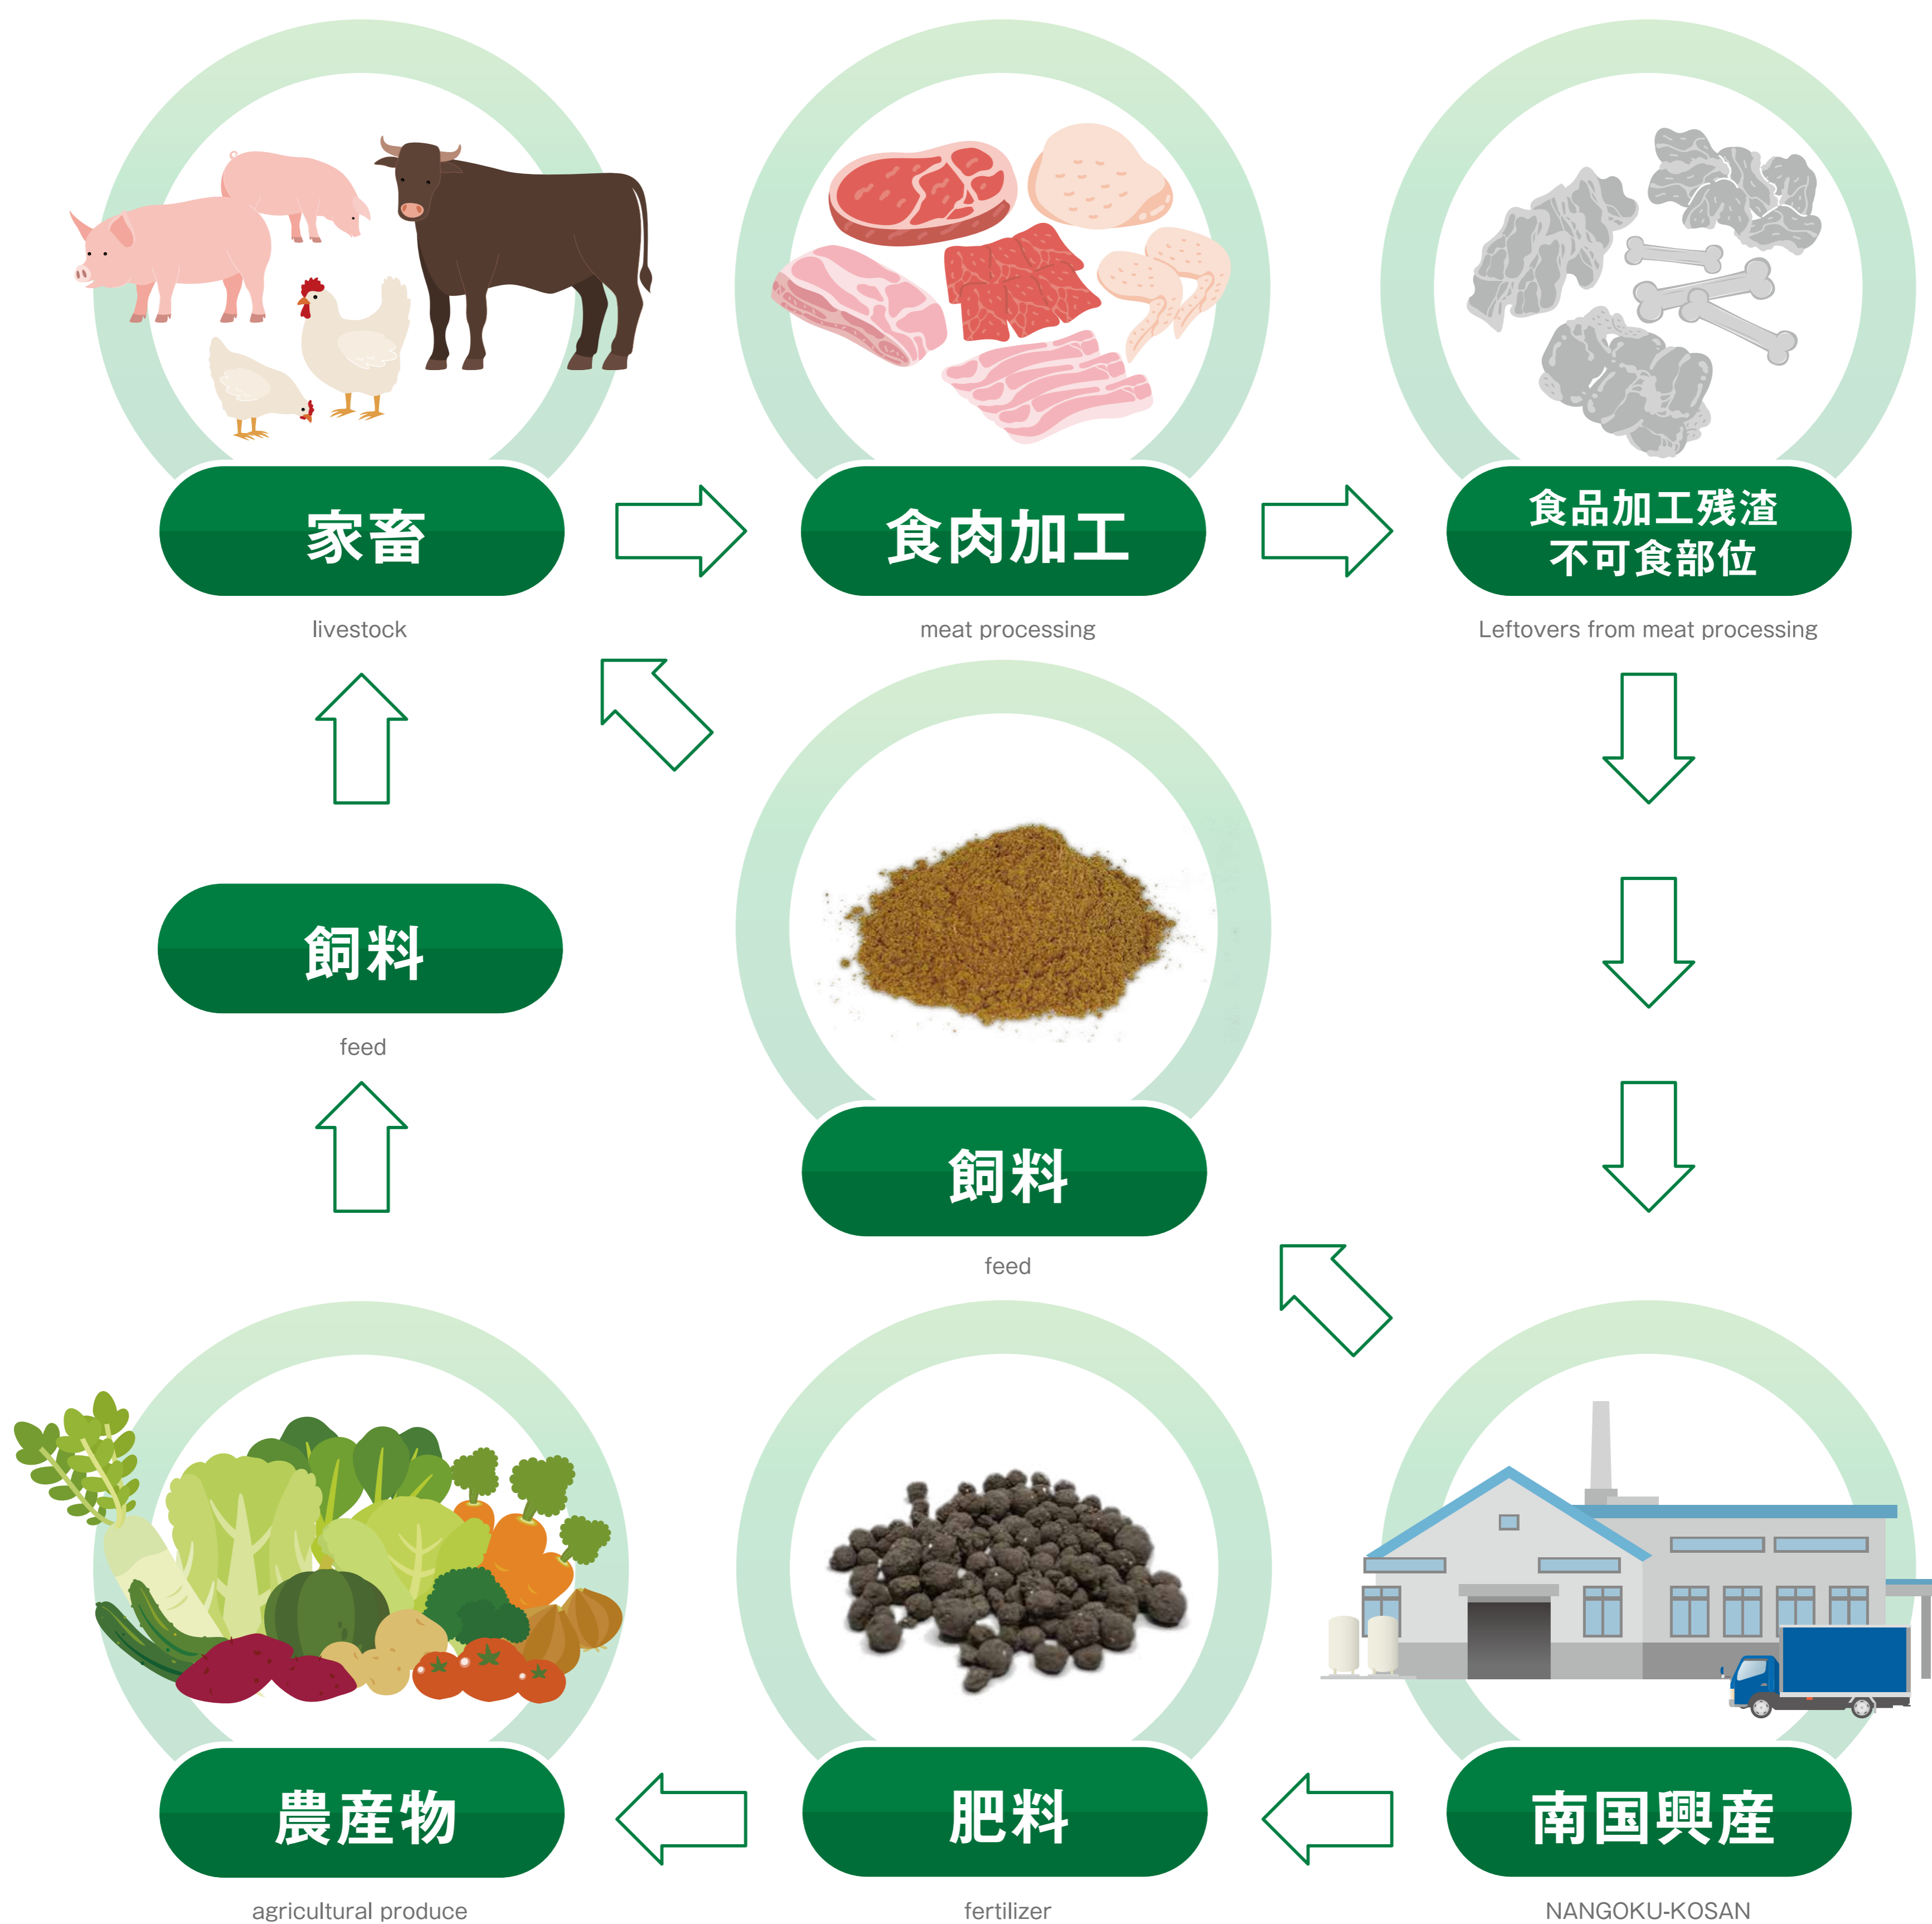 家畜
livestock
食肉加工
meat processing
食品加工残渣
不可食部位
Leftovers from meat processing
飼料
feed
飼料
feed
農産物
agricultural produce
肥料
fertilizer
南国興産
NANGOKU-KOSAN